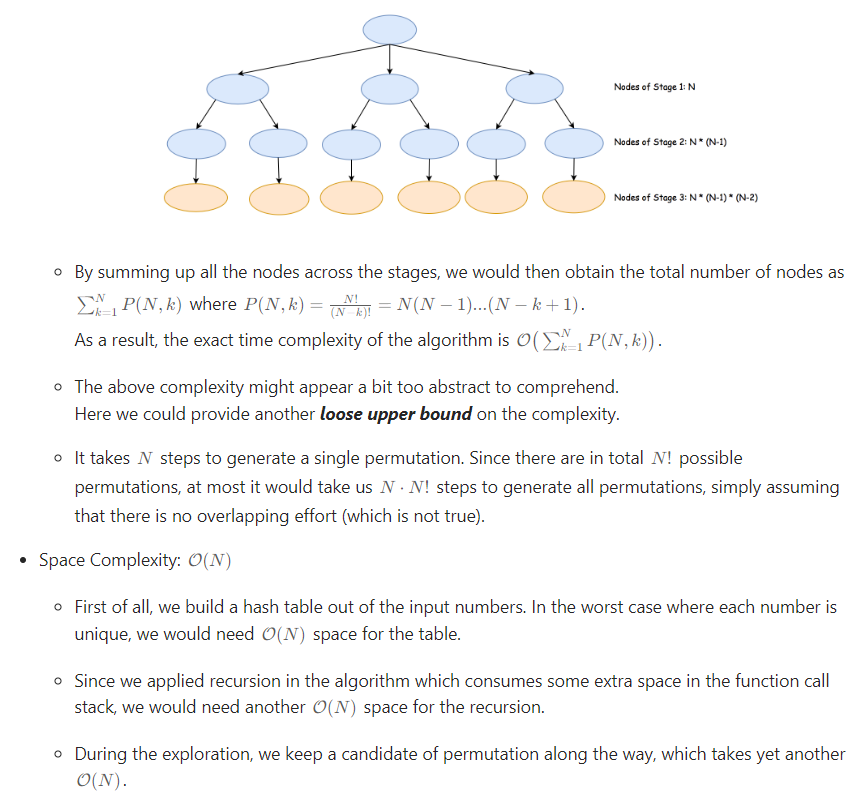 Nodes of Stage 1: N
Nodes of Stage 2: N * (N-1)
Nodes of Stage 3: N * (N-1) * (N-2)
By summing up all the nodes across the stages, we would then obtain the total number of nodes as
∑_{k=1}^{N} P(N, k) where P(N, k) = \frac{N!}{(N−k)!} = N(N − 1)...(N − k + 1).
As a result, the exact time complexity of the algorithm is 𝒪(∑_{k=1}^{N} P(N, k)).
The above complexity might appear a bit too abstract to comprehend.
Here we could provide another loose upper bound on the complexity.
It takes N steps to generate a single permutation. Since there are in total N! possible
permutations, at most it would take us N · N! steps to generate all permutations, simply assuming
that there is no overlapping effort (which is not true).
Space Complexity: 𝒪(N)
First of all, we build a hash table out of the input numbers. In the worst case where each number is
unique, we would need 𝒪(N) space for the table.
Since we applied recursion in the algorithm which consumes some extra space in the function call
stack, we would need another 𝒪(N) space for the recursion.
During the exploration, we keep a candidate of permutation along the way, which takes yet another
𝒪(N).